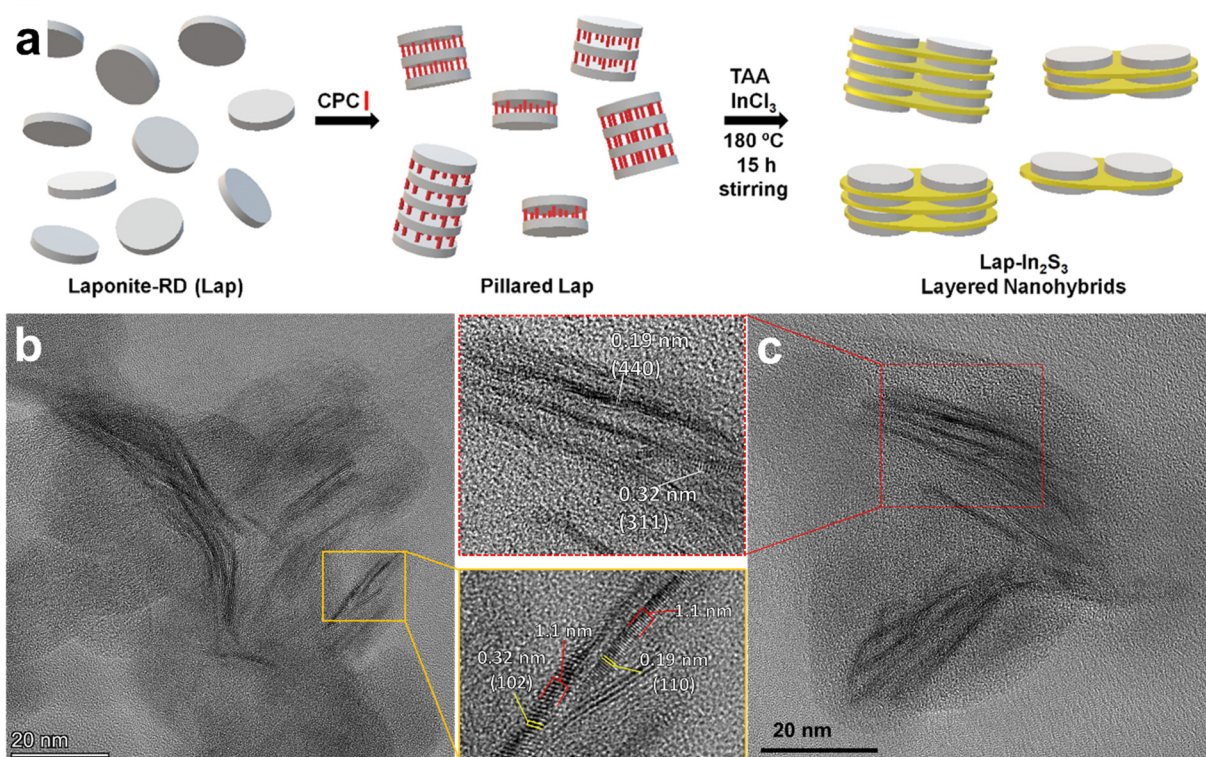 a
CPC
TAA
InCl₃
180 ºC
15 h
stirring
Laponite-RD (Lap)
Pillared Lap
Lap-In₂S₃
Layered Nanohybrids
b
20 nm
0.19 nm
(440)
0.32 nm
(311)
1.1 nm
1.1 nm
0.32 nm
(102)
0.19 nm
(110)
c
20 nm